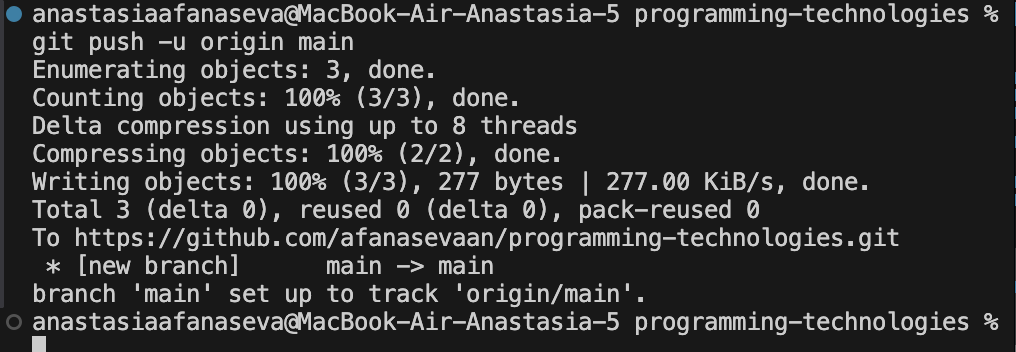 anastasiaafanaseva@MacBook-Air-Anastasia-5 programming-technologies %
git push -u origin main
Enumerating objects: 3, done.
Counting objects: 100% (3/3), done.
Delta compression using up to 8 threads
Compressing objects: 100% (2/2), done.
Writing objects: 100% (3/3), 277 bytes | 277.00 KiB/s, done.
Total 3 (delta 0), reused 0 (delta 0), pack-reused 0
To https://github.com/afanasevaan/programming-technologies.git
 * [new branch]      main -> main
branch 'main' set up to track 'origin/main'.
anastasiaafanaseva@MacBook-Air-Anastasia-5 programming-technologies %